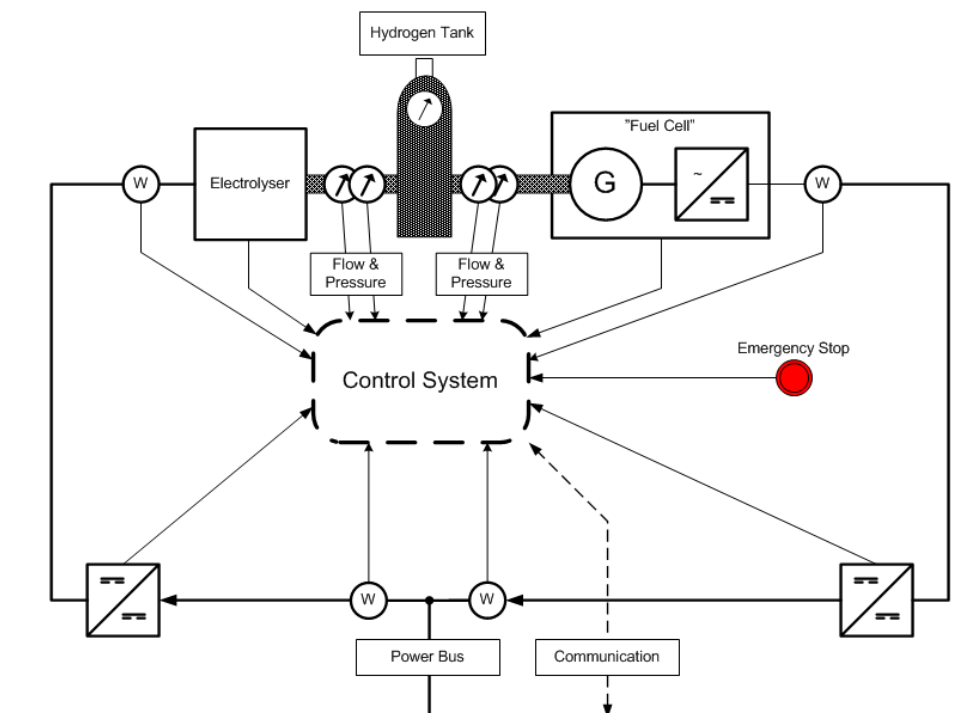 Hydrogen Tank
"Fuel Cell"
W
Electrolyser
G
~
W
Flow &
Pressure
Flow &
Pressure
Emergency Stop
Control System
W
W
Power Bus
Communication